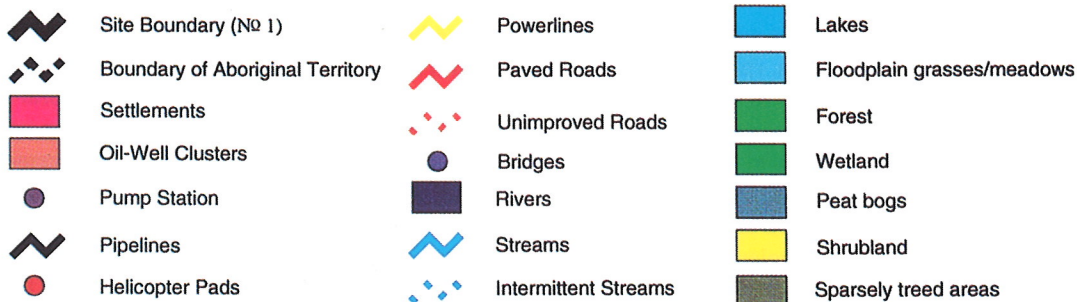 Site Boundary (№ 1)
Boundary of Aboriginal Territory
Settlements
Oil-Well Clusters
Pump Station
Pipelines
Helicopter Pads
Powerlines
Paved Roads
Unimproved Roads
Bridges
Rivers
Streams
Intermittent Streams
Lakes
Floodplain grasses/meadows
Forest
Wetland
Peat bogs
Shrubland
Sparsely treed areas